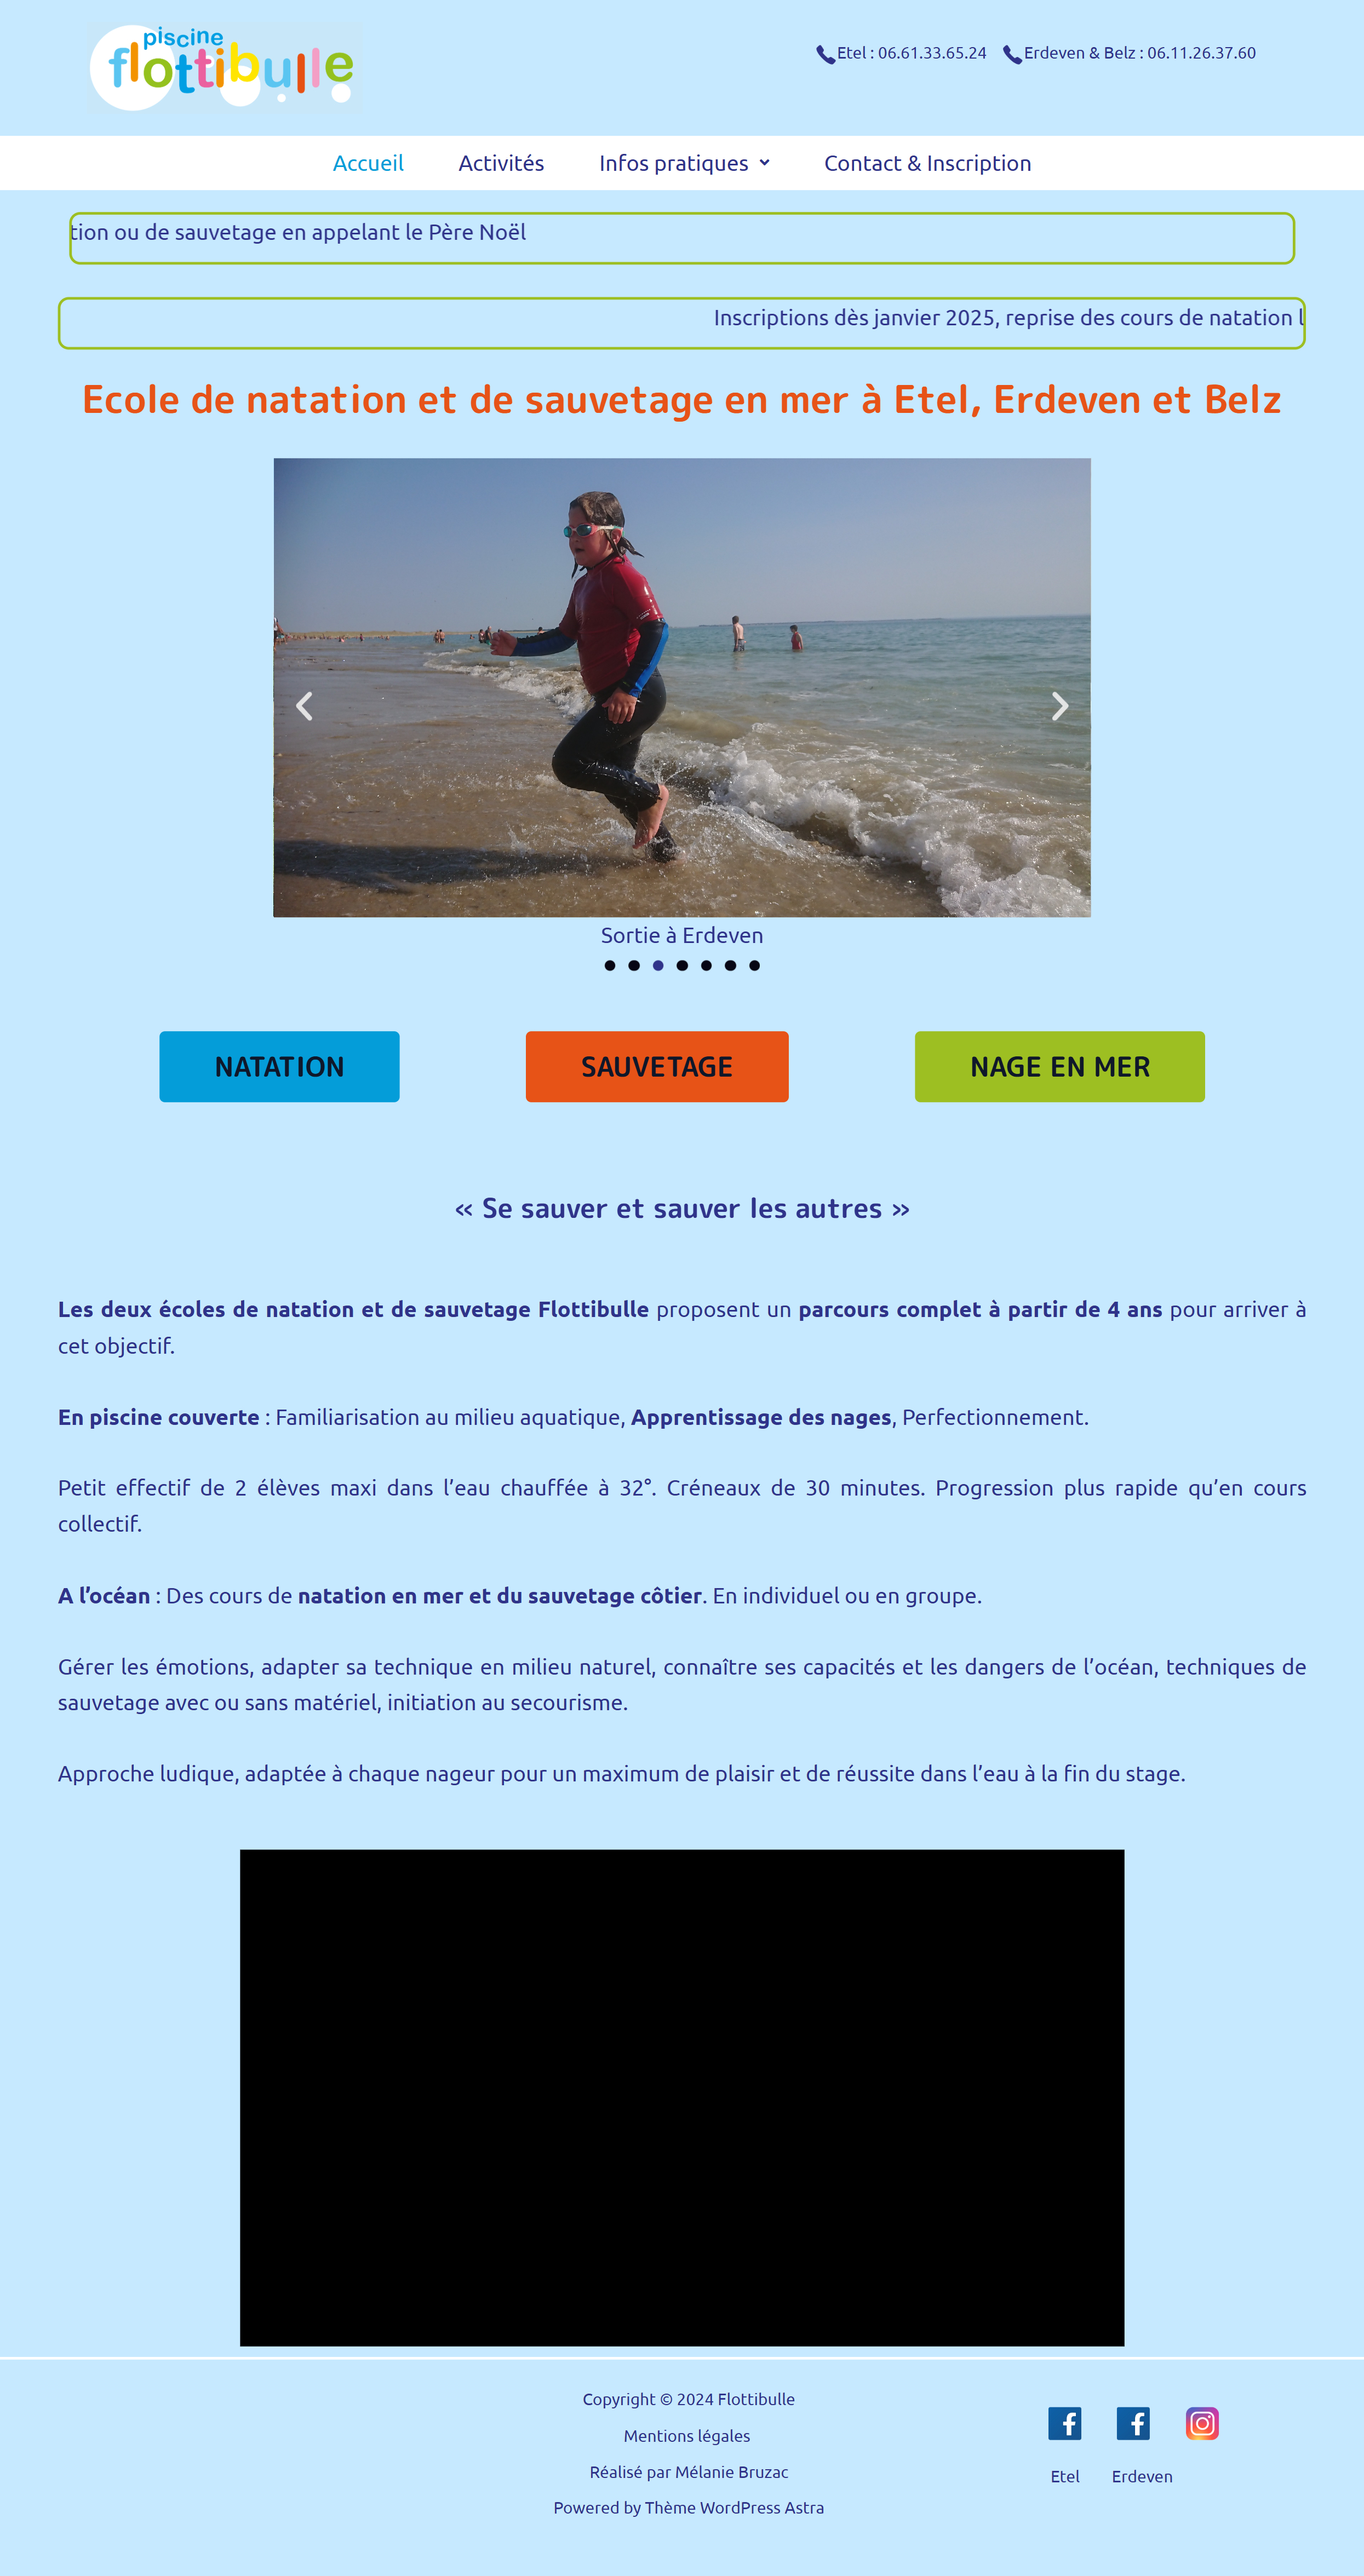 piscine
flottibulle
Etel : 06.61.33.65.24 Erdeven & Belz : 06.11.26.37.60
Accueil Activités Infos pratiques Contact & Inscription
tion ou de sauvetage en appelant le Père Noël
Inscriptions dès janvier 2025, reprise des cours de natation l
Ecole de natation et de sauvetage en mer à Etel, Erdeven et Belz
Sortie à Erdeven
NATATION SAUVETAGE NAGE EN MER
« Se sauver et sauver les autres »
Les deux écoles de natation et de sauvetage Flottibulle proposent un parcours complet à partir de 4 ans pour arriver à
cet objectif.
En piscine couverte : Familiarisation au milieu aquatique, Apprentissage des nages, Perfectionnement.
Petit effectif de 2 élèves maxi dans l’eau chauffée à 32°. Créneaux de 30 minutes. Progression plus rapide qu’en cours
collectif.
A l’océan : Des cours de natation en mer et du sauvetage côtier. En individuel ou en groupe.
Gérer les émotions, adapter sa technique en milieu naturel, connaître ses capacités et les dangers de l’océan, techniques de
sauvetage avec ou sans matériel, initiation au secourisme.
Approche ludique, adaptée à chaque nageur pour un maximum de plaisir et de réussite dans l’eau à la fin du stage.
Copyright © 2024 Flottibulle
Mentions légales
Réalisé par Mélanie Bruzac
Powered by Thème WordPress Astra
Etel Erdeven